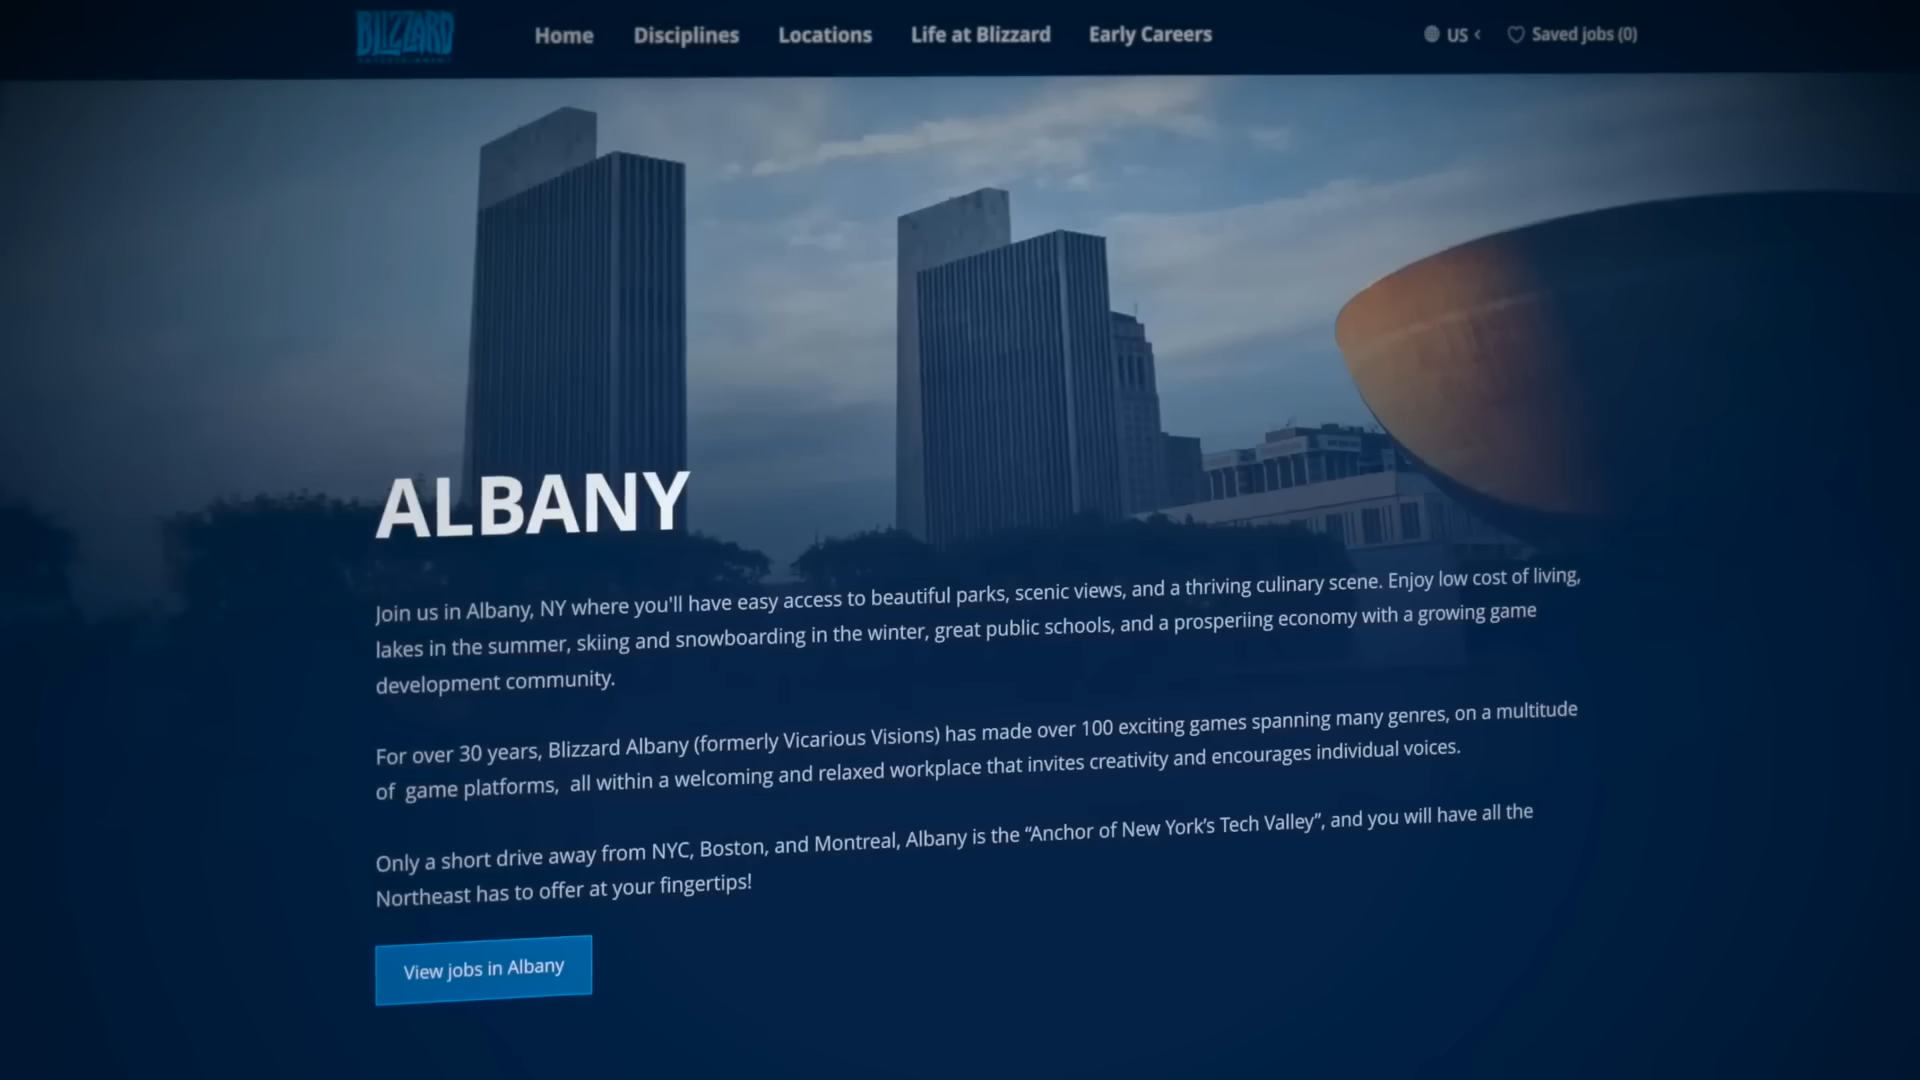 BLIZZARD
ENTERTAINMENT
Home
Disciplines
Locations
Life at Blizzard
Early Careers
US
Saved jobs (0)
ALBANY
Join us in Albany, NY where you'll have easy access to beautiful parks, scenic views, and a thriving culinary scene. Enjoy low cost of living,
lakes in the summer, skiing and snowboarding in the winter, great public schools, and a prosperiing economy with a growing game
development community.
For over 30 years, Blizzard Albany (formerly Vicarious Visions) has made over 100 exciting games spanning many genres, on a multitude
of  game platforms,  all within a welcoming and relaxed workplace that invites creativity and encourages individual voices.
Only a short drive away from NYC, Boston, and Montreal, Albany is the “Anchor of New York’s Tech Valley”, and you will have all the
Northeast has to offer at your fingertips!
View jobs in Albany